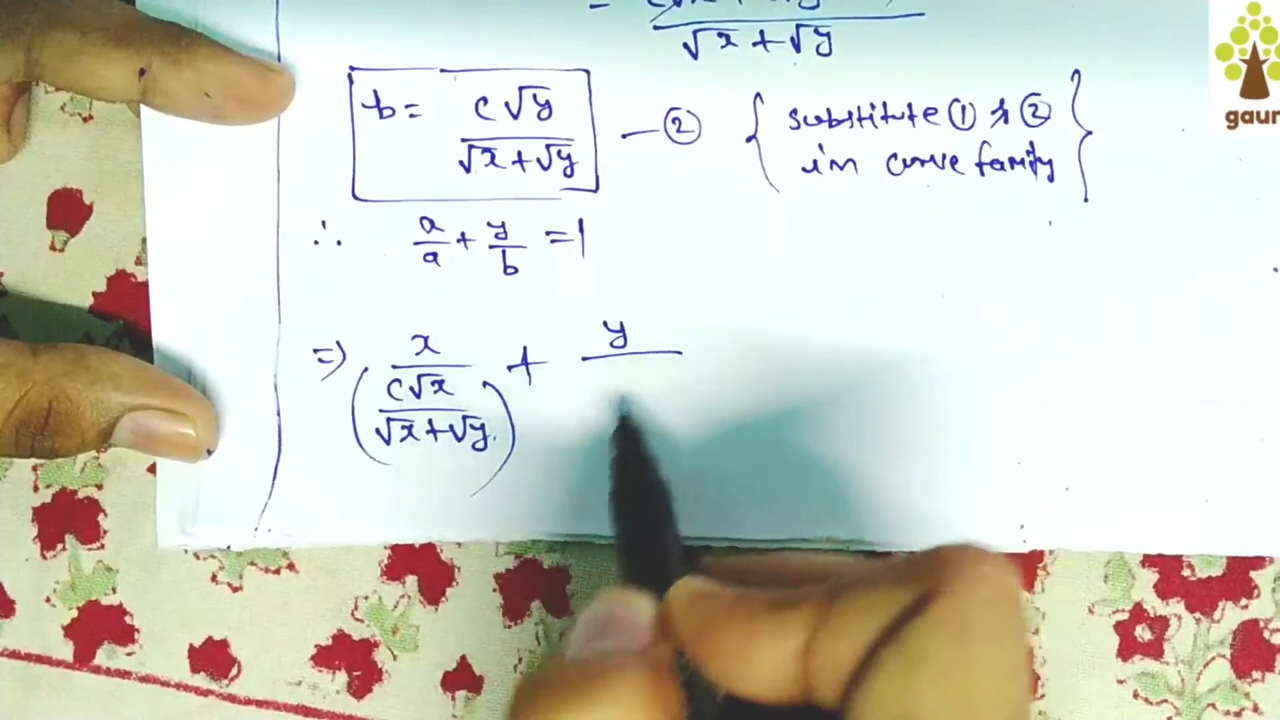 √x + √y
b = c√y / √x + √y — ② { substitute ① & ② in curve family }
∴ x/a + y/b = 1
⇒ x / (c√x / √x + √y) + y /
gaur